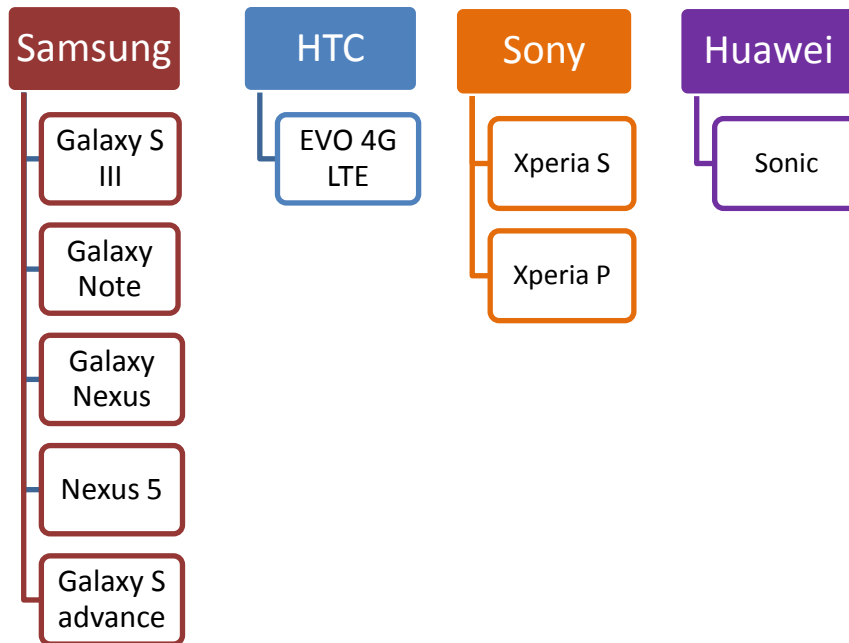 Samsung
Galaxy S
III
Galaxy
Note
Galaxy
Nexus
Nexus 5
Galaxy S
advance
HTC
EVO 4G
LTE
Sony
Xperia S
Xperia P
Huawei
Sonic